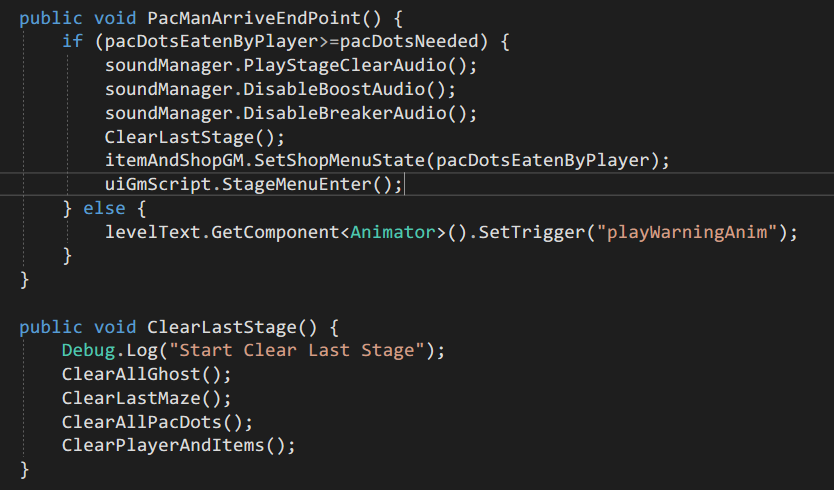 public void PacManArriveEndPoint() {
if (pacDotsEatenByPlayer>=pacDotsNeeded) {
soundManager.PlayStageClearAudio();
soundManager.DisableBoostAudio();
soundManager.DisableBreakerAudio();
ClearLastStage();
itemAndShopGM.SetShopMenuState(pacDotsEatenByPlayer);
uiGmScript.StageMenuEnter();
} else {
levelText.GetComponent<Animator>().SetTrigger("playWarningAnim");
}
}
public void ClearLastStage() {
Debug.Log("Start Clear Last Stage");
ClearAllGhost();
ClearLastMaze();
ClearAllPacDots();
ClearPlayerAndItems();
}